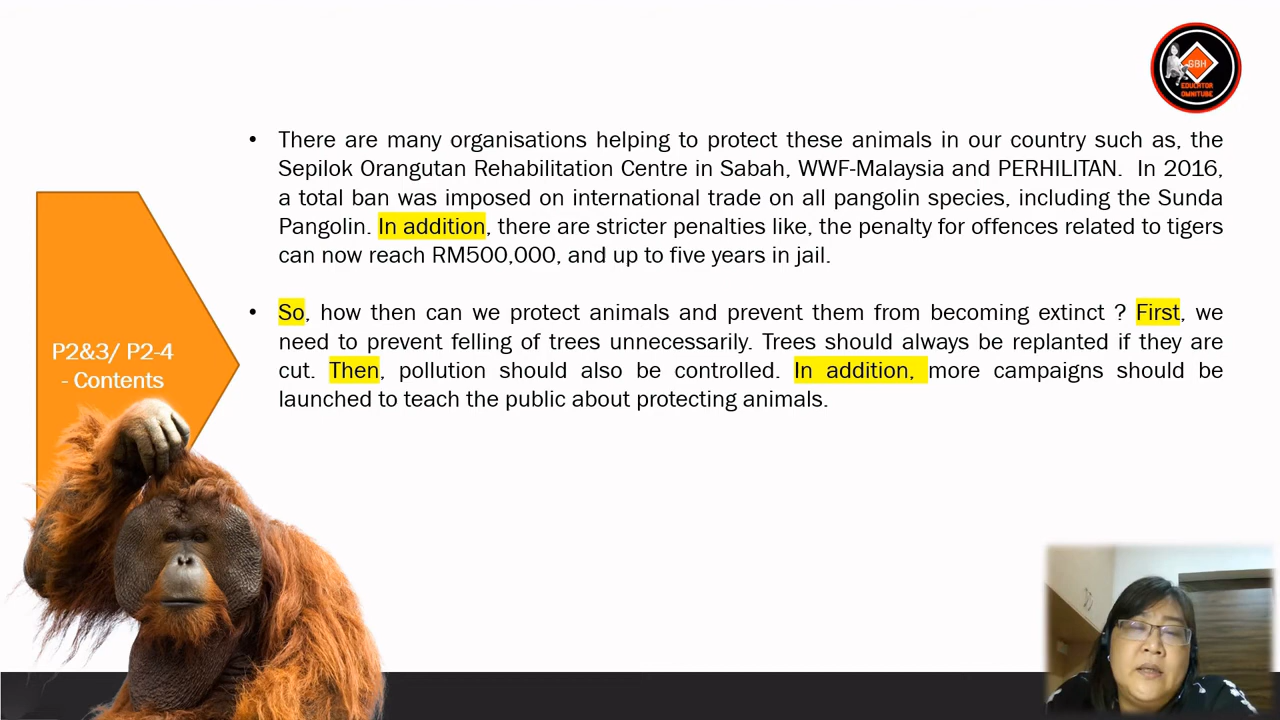 GBH
EDUCATOR
OMNITUBE
• There are many organisations helping to protect these animals in our country such as, the
Sepilok Orangutan Rehabilitation Centre in Sabah, WWF-Malaysia and PERHILITAN. In 2016,
a total ban was imposed on international trade on all pangolin species, including the Sunda
Pangolin. In addition, there are stricter penalties like, the penalty for offences related to tigers
can now reach RM500,000, and up to five years in jail.
• So, how then can we protect animals and prevent them from becoming extinct ? First, we
need to prevent felling of trees unnecessarily. Trees should always be replanted if they are
cut. Then, pollution should also be controlled. In addition, more campaigns should be
launched to teach the public about protecting animals.
P2&3/ P2-4
- Contents